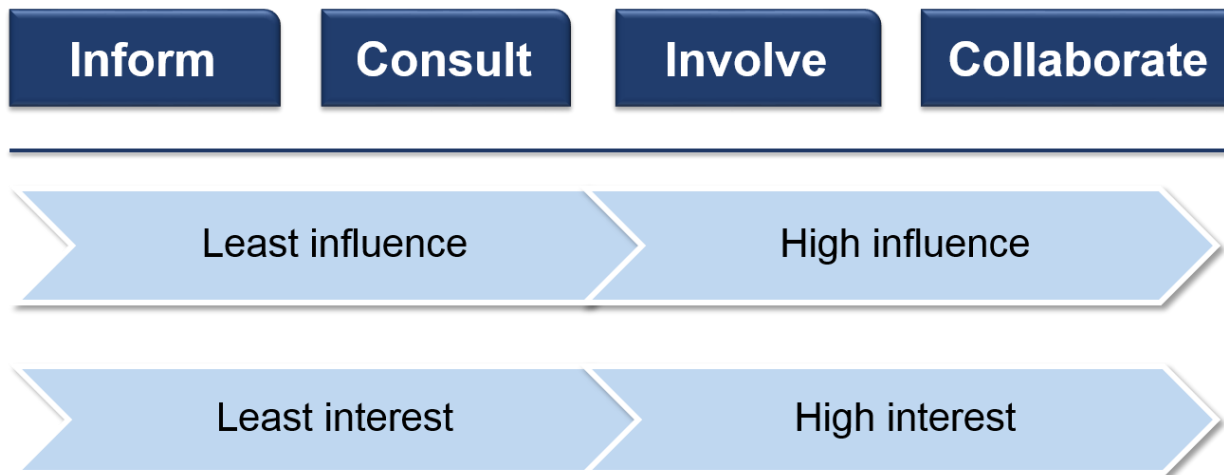 Inform Consult Involve Collaborate
Least influence High influence
Least interest High interest